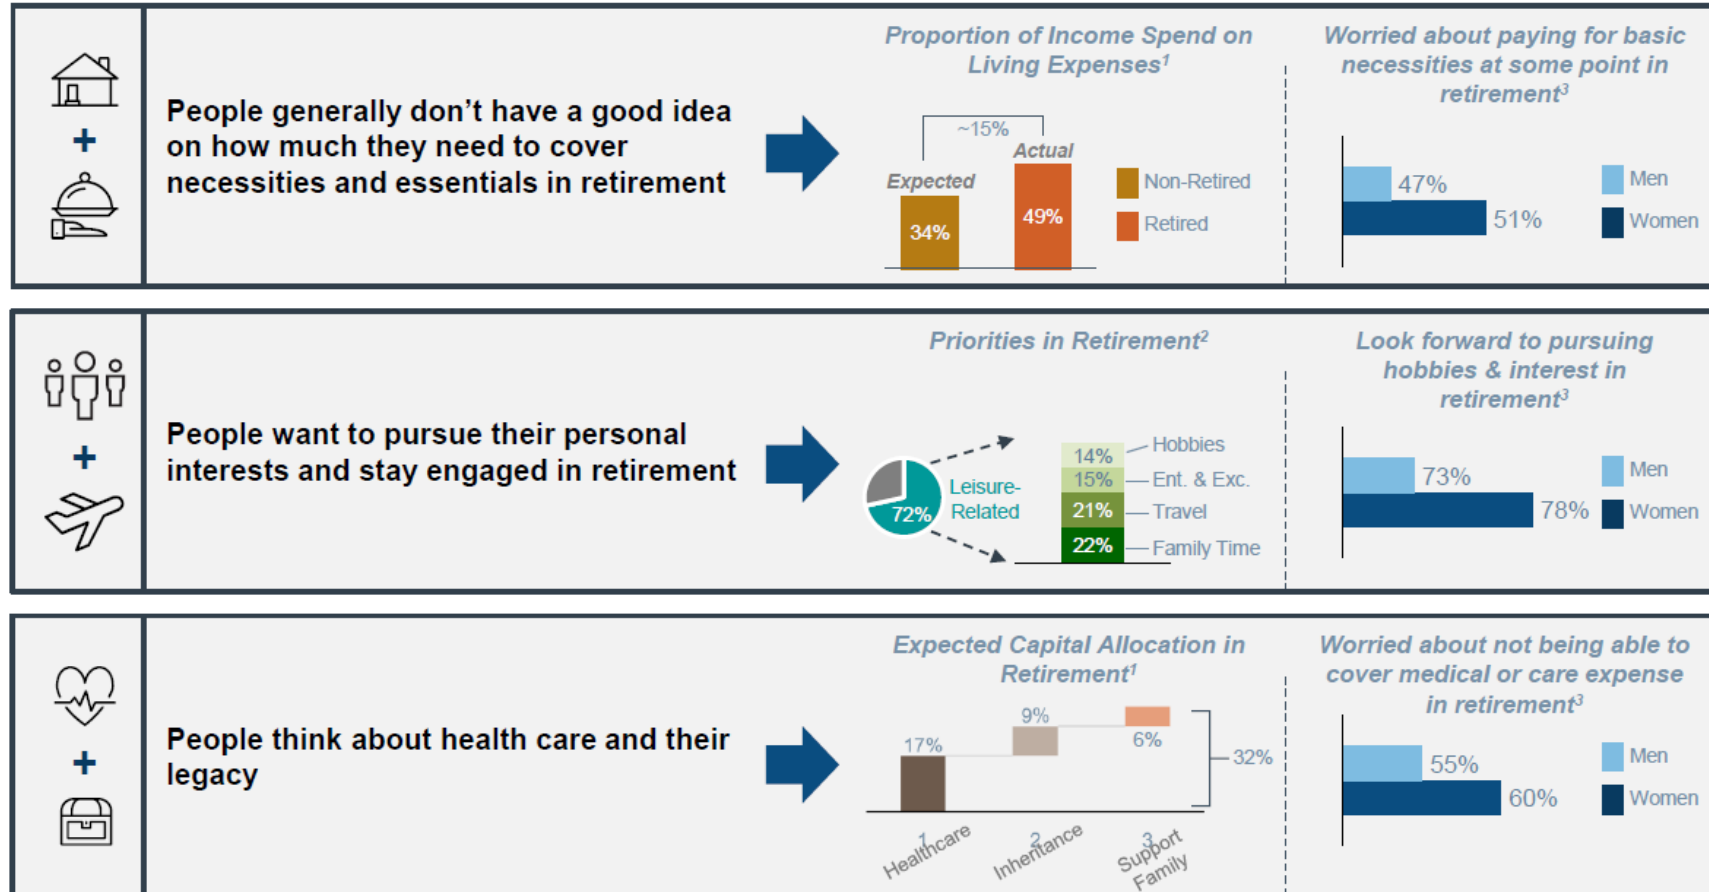 +
People generally don't have a good idea
on how much they need to cover
necessities and essentials in retirement
Proportion of Income Spend on
Living Expenses1
~15%
Expected
Actual
34%
49%
Non-Retired
Retired
Worried about paying for basic
necessities at some point in
retirement3
47%
51%
Men
Women
+
People want to pursue their personal
interests and stay engaged in retirement
Priorities in Retirement2
72%
Leisure-
Related
14%
15%
21%
22%
Hobbies
Ent. & Exc.
Travel
Family Time
Look forward to pursuing
hobbies & interest in
retirement3
73%
78%
Men
Women
+
People think about health care and their
legacy
Expected Capital Allocation in
Retirement1
17%
9%
6%
32%
1
2
3
Healthcare
Inheritance
Support
Family
Worried about not being able to
cover medical or care expense
in retirement3
55%
60%
Men
Women